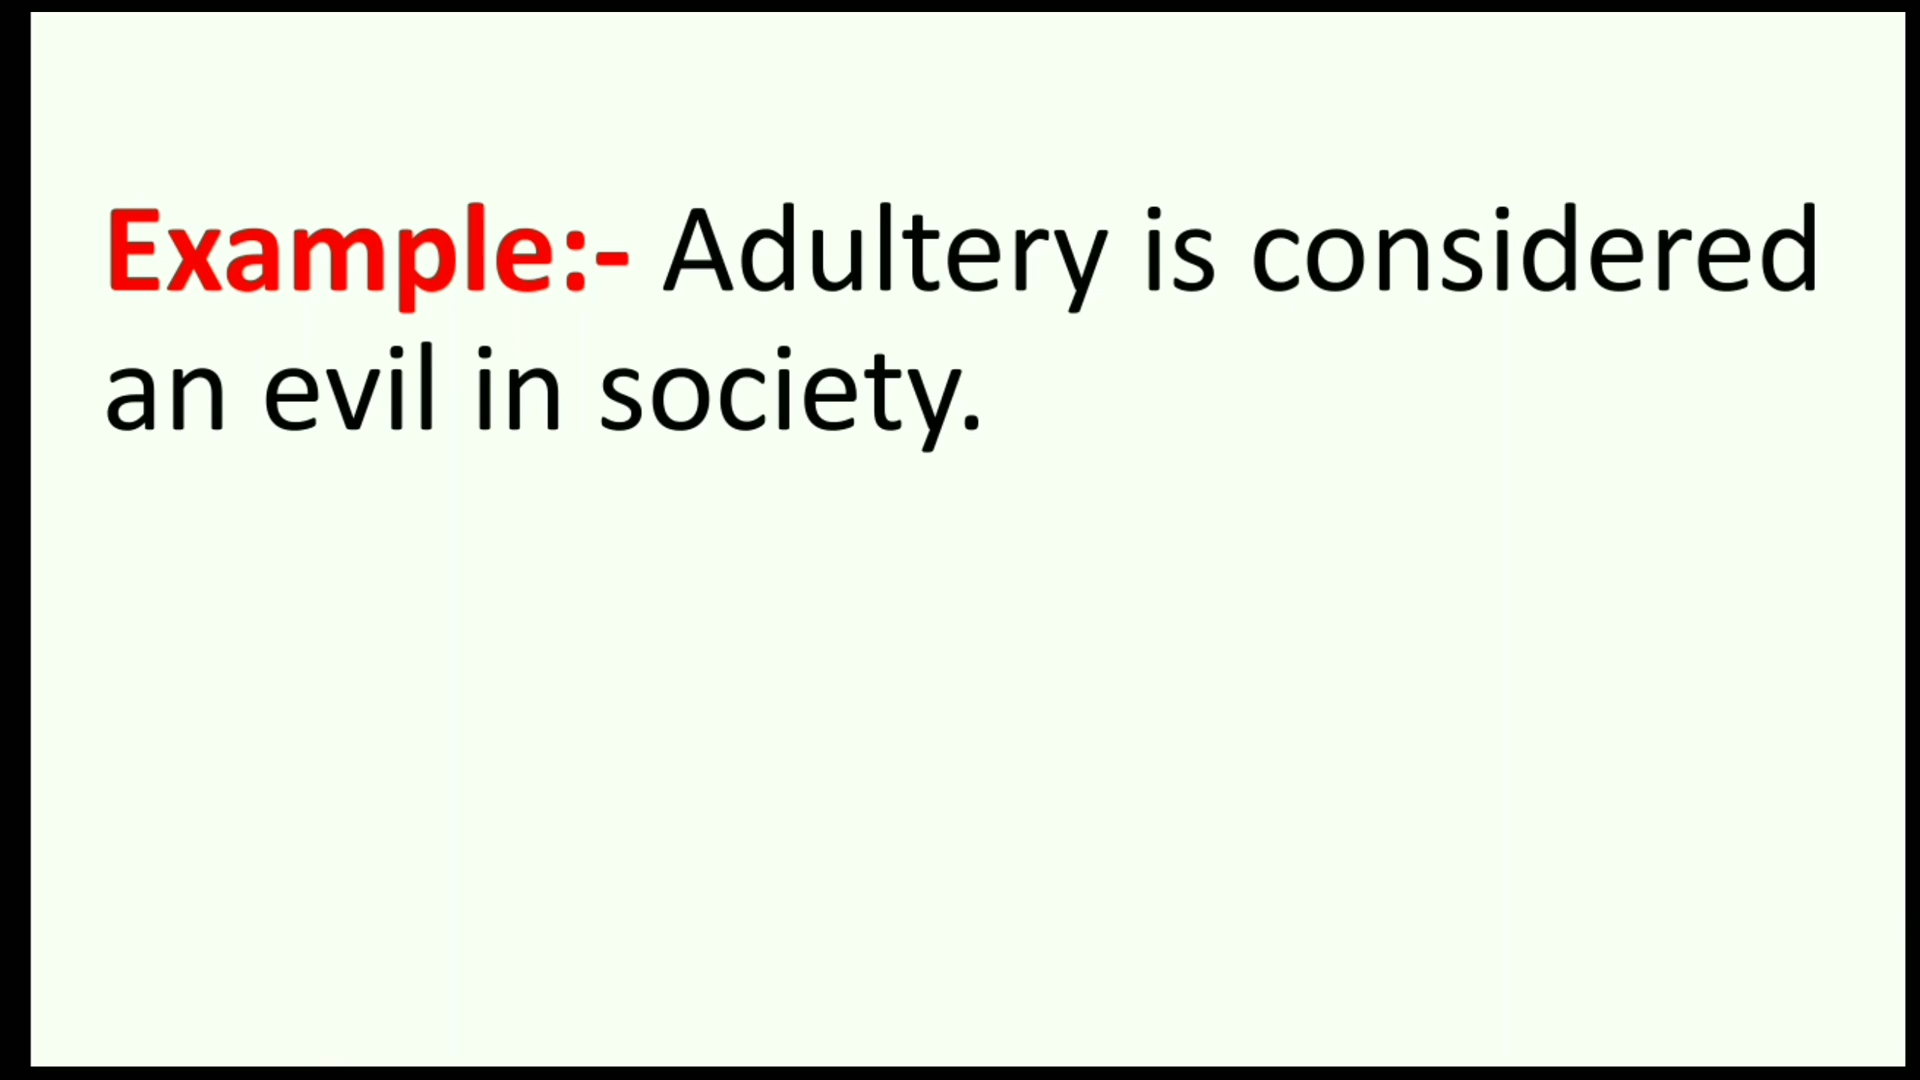 Example:- Adultery is considered
an evil in society.